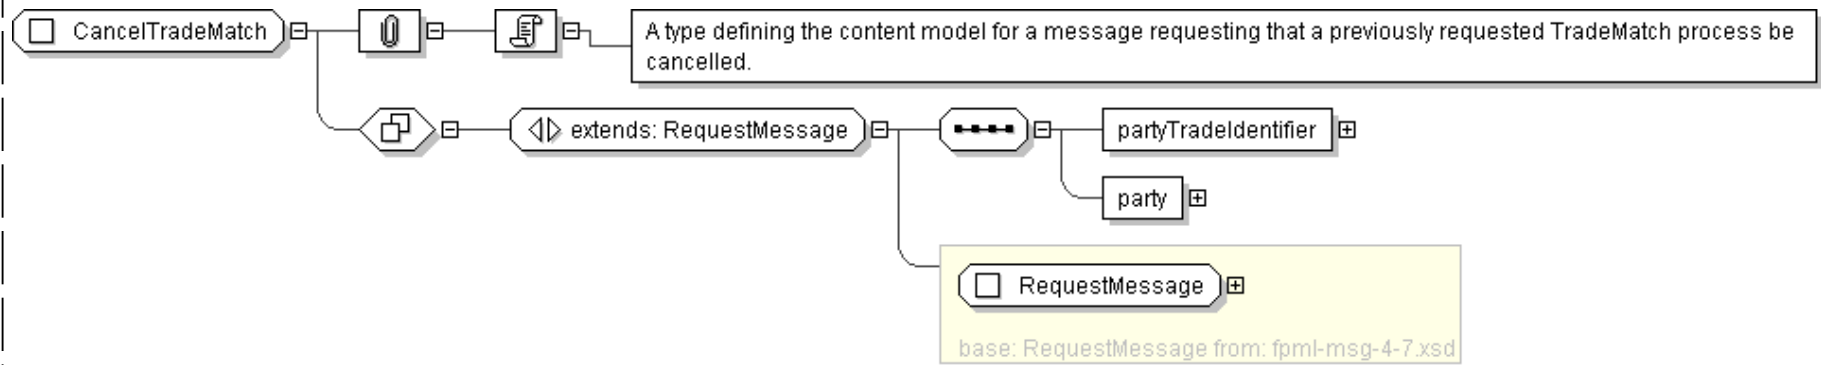 CancelTradeMatch
A type defining the content model for a message requesting that a previously requested TradeMatch process be
cancelled.
extends: RequestMessage
partyTradeIdentifier
party
RequestMessage
base: RequestMessage from: fpml-msg-4-7.xsd